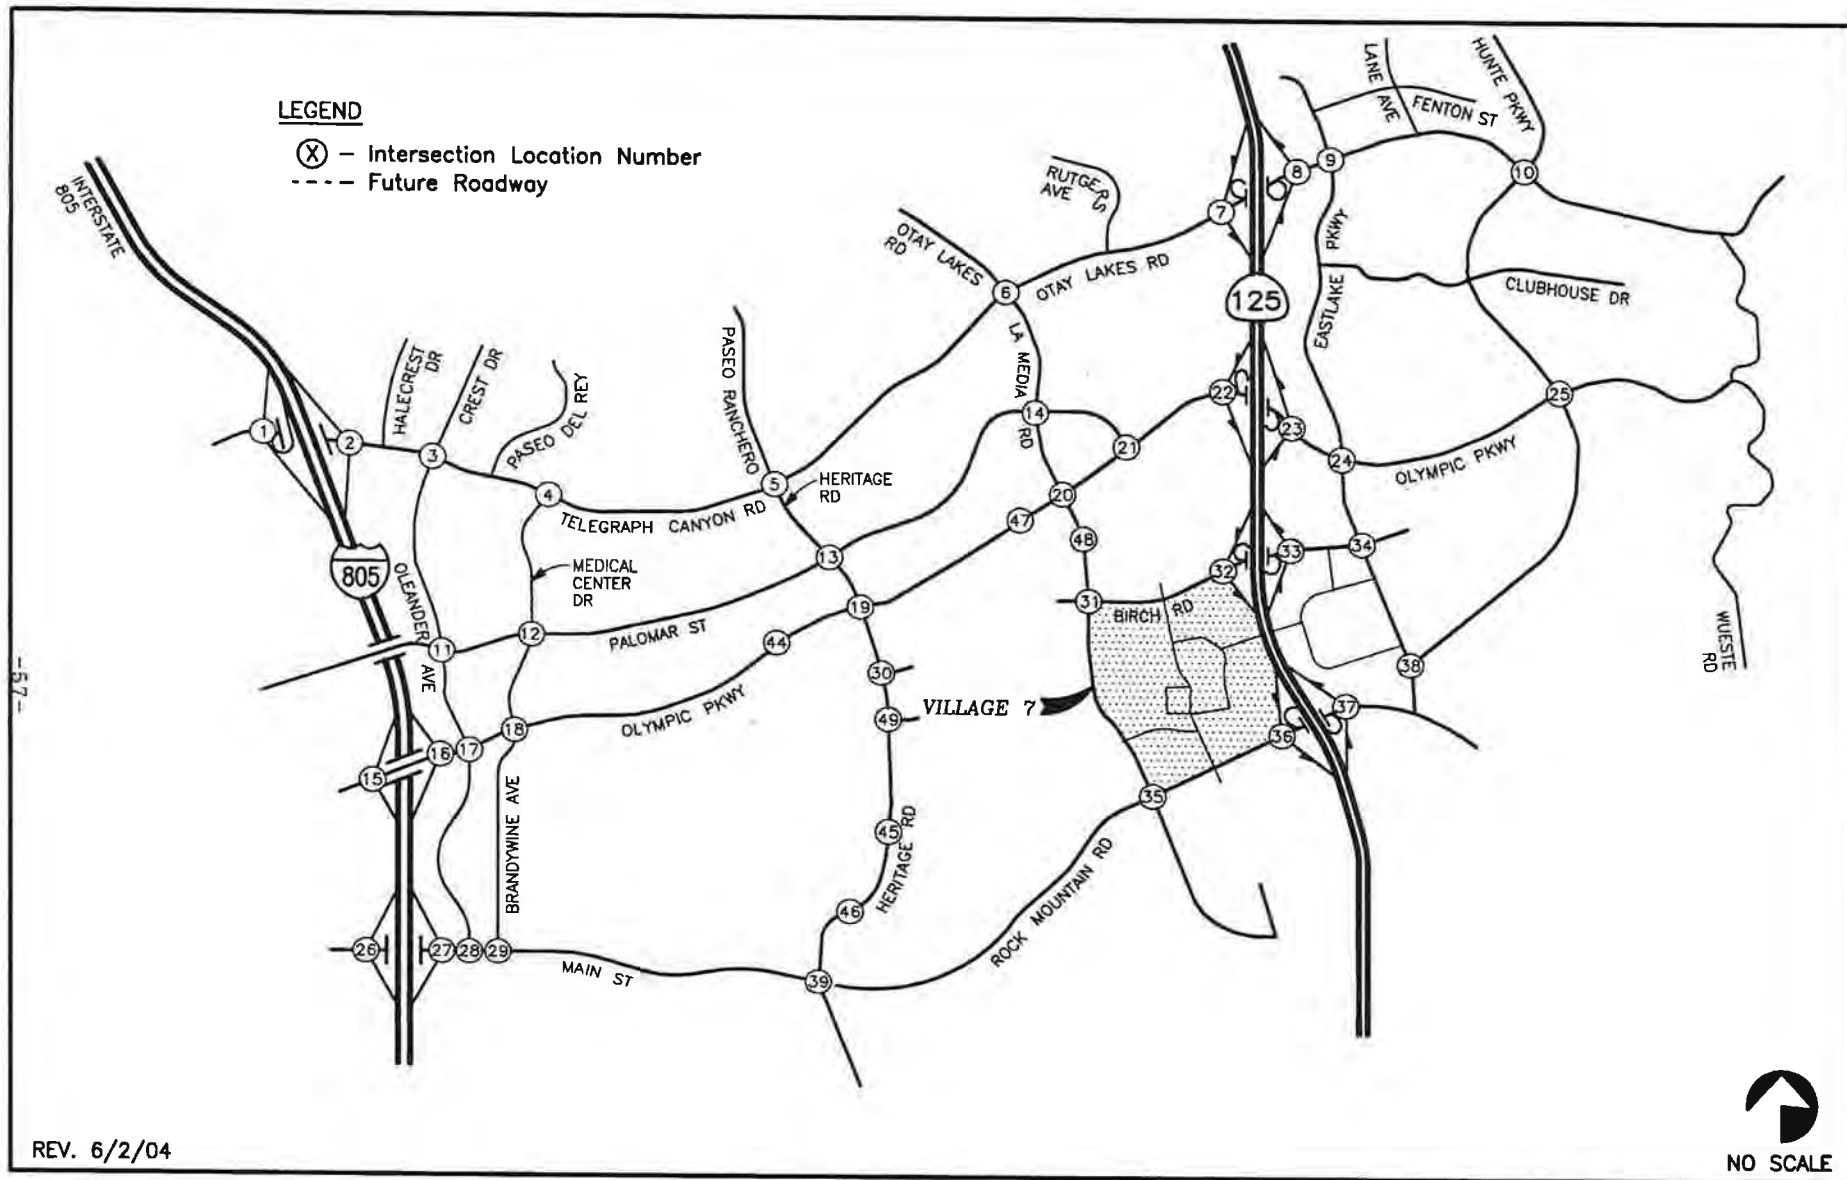 LEGEND
X – Intersection Location Number
---- – Future Roadway
INTERSTATE
805
805
HALECREST
DR
CREST DR
PASEO DEL REY
PASEO RANCHERO
OTAY LAKES
RD
RUTGERS
AVE
OTAY LAKES RD
LA MEDIA
RD
125
LANE
AVE
FENTON ST
HUNTE PKWY
EASTLAKE
PKWY
CLUBHOUSE DR
OLYMPIC PKWY
WUESTE
RD
TELEGRAPH CANYON RD
HERITAGE
RD
MEDICAL
CENTER
DR
OLEANDER
AVE
PALOMAR ST
OLYMPIC PKWY
BRANDYWINE AVE
MAIN ST
HERITAGE RD
ROCK MOUNTAIN RD
BIRCH RD
VILLAGE 7
1
2
3
4
5
6
7
8
9
10
11
12
13
14
15
16
17
18
19
20
21
22
23
24
25
26
27
28
29
30
31
32
33
34
35
36
37
38
39
44
45
46
47
48
49
-57-
REV. 6/2/04
NO SCALE